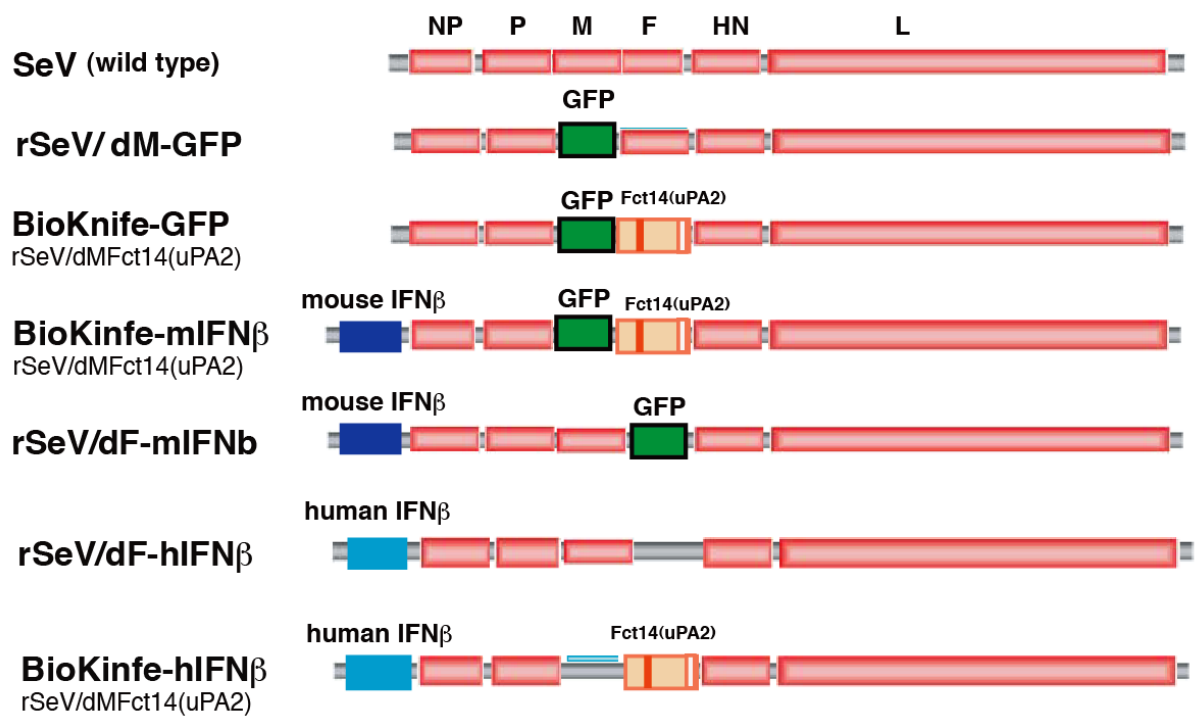 NP P M F HN L
SeV (wild type)
GFP
rSeV/ dM-GFP
GFP Fct14(uPA2)
BioKnife-GFP
rSeV/dMFct14(uPA2)
mouse IFNβ GFP Fct14(uPA2)
BioKinfe-mIFNβ
rSeV/dMFct14(uPA2)
mouse IFNβ GFP
rSeV/dF-mIFNb
human IFNβ
rSeV/dF-hIFNβ
human IFNβ Fct14(uPA2)
BioKinfe-hIFNβ
rSeV/dMFct14(uPA2)